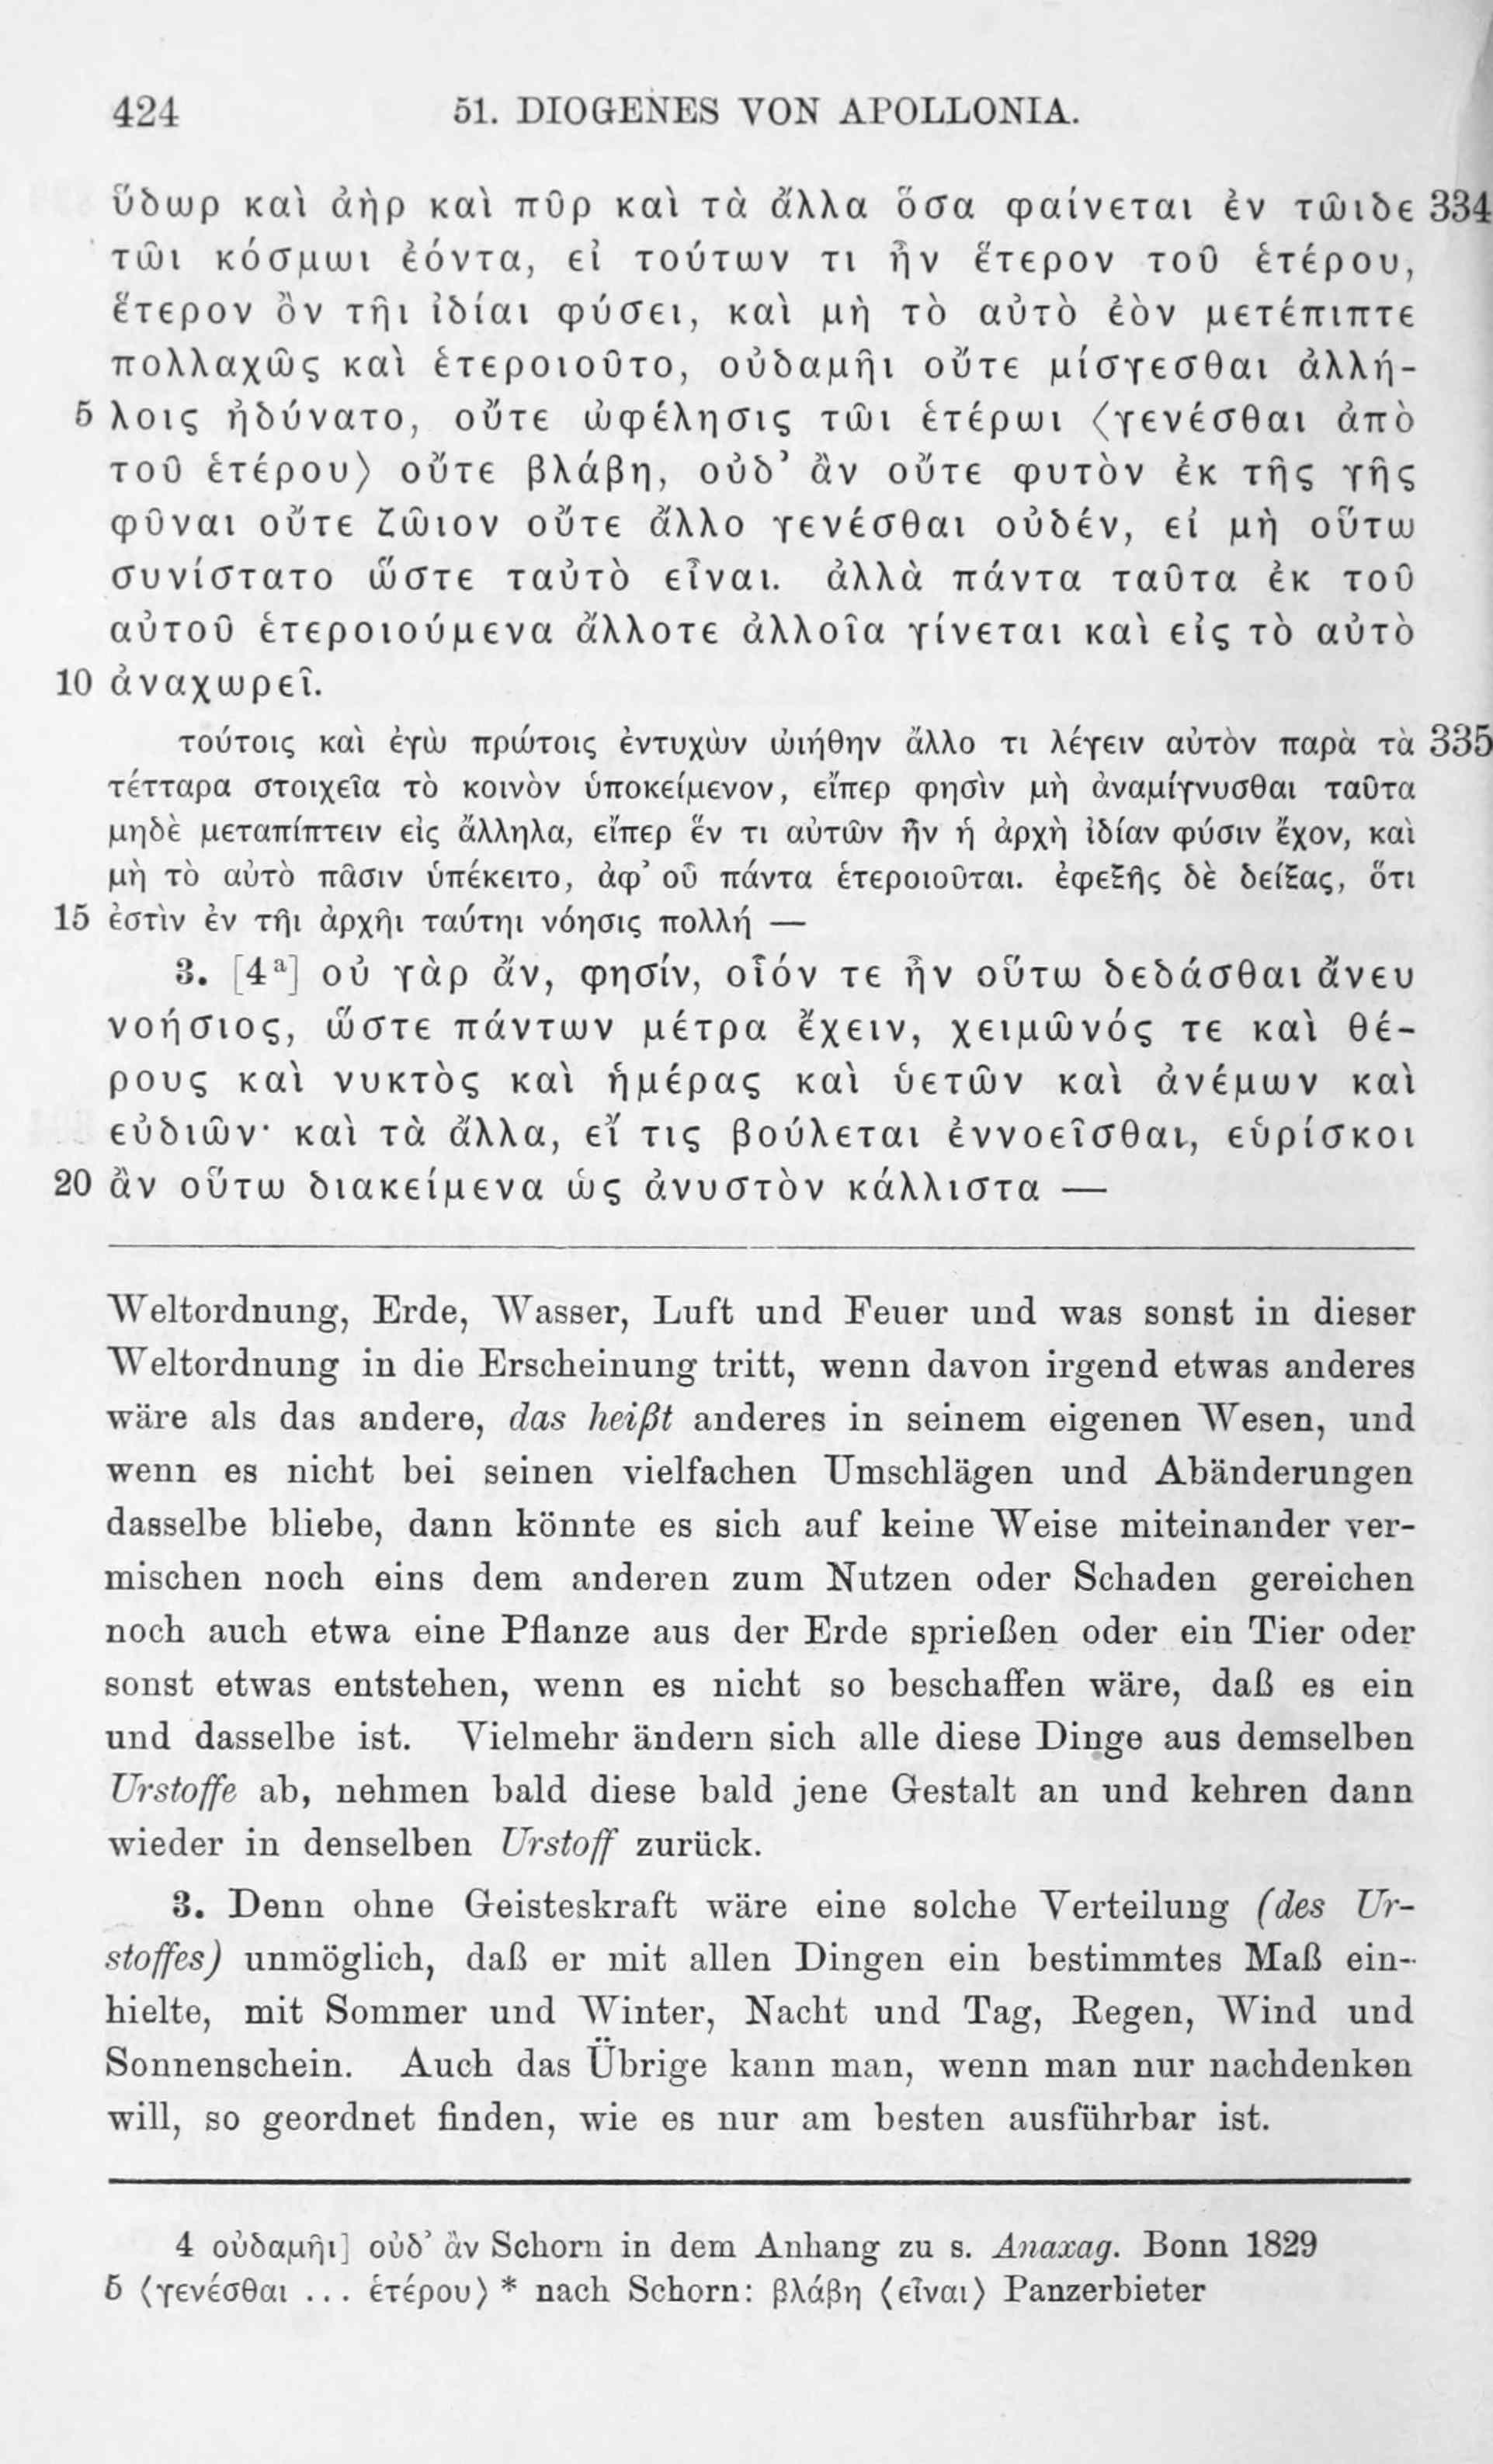 424 51. DIOGENES VON APOLLONIA.
ὕδωρ καὶ ἀὴρ καὶ πῦρ καὶ τὰ ἄλλα ὅσα φαίνεται ἐν τῶιδε 334
τῶι κόσμωι ἐόντα, εἰ τούτων τι ἦν ἕτερον τοῦ ἑτέρου,
ἕτερον ὂν τῆι ἰδίαι φύσει, καὶ μὴ τὸ αὐτὸ ἐὸν μετέπιπτε
πολλαχῶς καὶ ἑτεροιοῦτο, οὐδαμῆι οὔτε μίσγεσθαι ἀλλή-
5 λοις ἠδύνατο, οὔτε ὠφέλησις τῶι ἑτέρωι ⟨γενέσθαι ἀπὸ
τοῦ ἑτέρου⟩ οὔτε βλάβη, οὐδ’ ἂν οὔτε φυτὸν ἐκ τῆς γῆς
φῦναι οὔτε ζῶιον οὔτε ἄλλο γενέσθαι οὐδέν, εἰ μὴ οὕτω
συνίστατο ὥστε ταὐτὸ εἶναι. ἀλλὰ πάντα ταῦτα ἐκ τοῦ
αὐτοῦ ἑτεροιούμενα ἄλλοτε ἀλλοῖα γίνεται καὶ εἰς τὸ αὐτὸ
10 ἀναχωρεῖ.
τούτοις καὶ ἐγὼ πρώτοις ἐντυχὼν ὠιήθην ἄλλο τι λέγειν αὐτὸν παρὰ τὰ 335
τέτταρα στοιχεῖα τὸ κοινὸν ὑποκείμενον, εἴπερ φησὶν μὴ ἀναμίγνυσθαι ταῦτα
μηδὲ μεταπίπτειν εἰς ἄλληλα, εἴπερ ἕν τι αὐτῶν ἦν ἡ ἀρχὴ ἰδίαν φύσιν ἔχον, καὶ
μὴ τὸ αὐτὸ πᾶσιν ὑπέκειτο, ἀφ’ οὗ πάντα ἑτεροιοῦται. ἐφεξῆς δὲ δείξας, ὅτι
15 ἐστὶν ἐν τῆι ἀρχῆι ταύτηι νόησις πολλή —
3. [4ᵃ] οὐ γὰρ ἄν, φησίν, οἷόν τε ἦν οὕτω δεδάσθαι ἄνευ
νοήσιος, ὥστε πάντων μέτρα ἔχειν, χειμῶνός τε καὶ θέ-
ρους καὶ νυκτὸς καὶ ἡμέρας καὶ ὑετῶν καὶ ἀνέμων καὶ
εὐδιῶν· καὶ τὰ ἄλλα, εἴ τις βούλεται ἐννοεῖσθαι, εὑρίσκοι
20 ἂν οὕτω διακείμενα ὡς ἀνυστὸν κάλλιστα —
Weltordnung, Erde, Wasser, Luft und Feuer und was sonst in dieser
Weltordnung in die Erscheinung tritt, wenn davon irgend etwas anderes
wäre als das andere, das heißt anderes in seinem eigenen Wesen, und
wenn es nicht bei seinen vielfachen Umschlägen und Abänderungen
dasselbe bliebe, dann könnte es sich auf keine Weise miteinander ver-
mischen noch eins dem anderen zum Nutzen oder Schaden gereichen
noch auch etwa eine Pflanze aus der Erde sprießen oder ein Tier oder
sonst etwas entstehen, wenn es nicht so beschaffen wäre, daß es ein
und dasselbe ist. Vielmehr ändern sich alle diese Dinge aus demselben
Urstoffe ab, nehmen bald diese bald jene Gestalt an und kehren dann
wieder in denselben Urstoff zurück.
3. Denn ohne Geisteskraft wäre eine solche Verteilung (des Ur-
stoffes) unmöglich, daß er mit allen Dingen ein bestimmtes Maß ein-
hielte, mit Sommer und Winter, Nacht und Tag, Regen, Wind und
Sonnenschein. Auch das Übrige kann man, wenn man nur nachdenken
will, so geordnet finden, wie es nur am besten ausführbar ist.
4 οὐδαμῆι] οὐδ’ ἂν Schorn in dem Anhang zu s. Anaxag. Bonn 1829
5 ⟨γενέσθαι ... ἑτέρου⟩ * nach Schorn: βλάβη ⟨εἶναι⟩ Panzerbieter